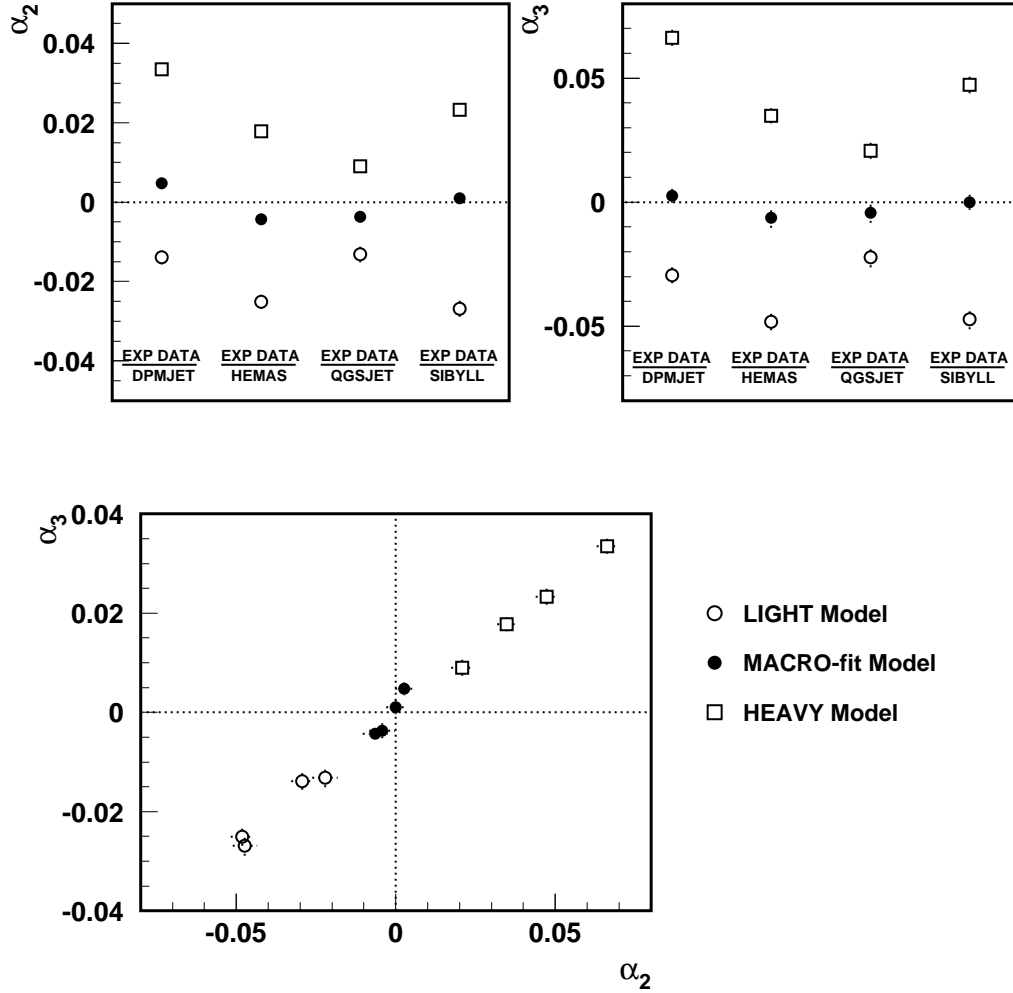 α2
0.04
0.02
0
-0.02
-0.04
EXP DATA EXP DATA EXP DATA EXP DATA
DPMJET HEMAS QGSJET SIBYLL
α3
0.05
0
-0.05
EXP DATA EXP DATA EXP DATA EXP DATA
DPMJET HEMAS QGSJET SIBYLL
α3
0.04
0.02
0
-0.02
-0.04
-0.05 0 0.05
α2
LIGHT Model
MACRO-fit Model
HEAVY Model